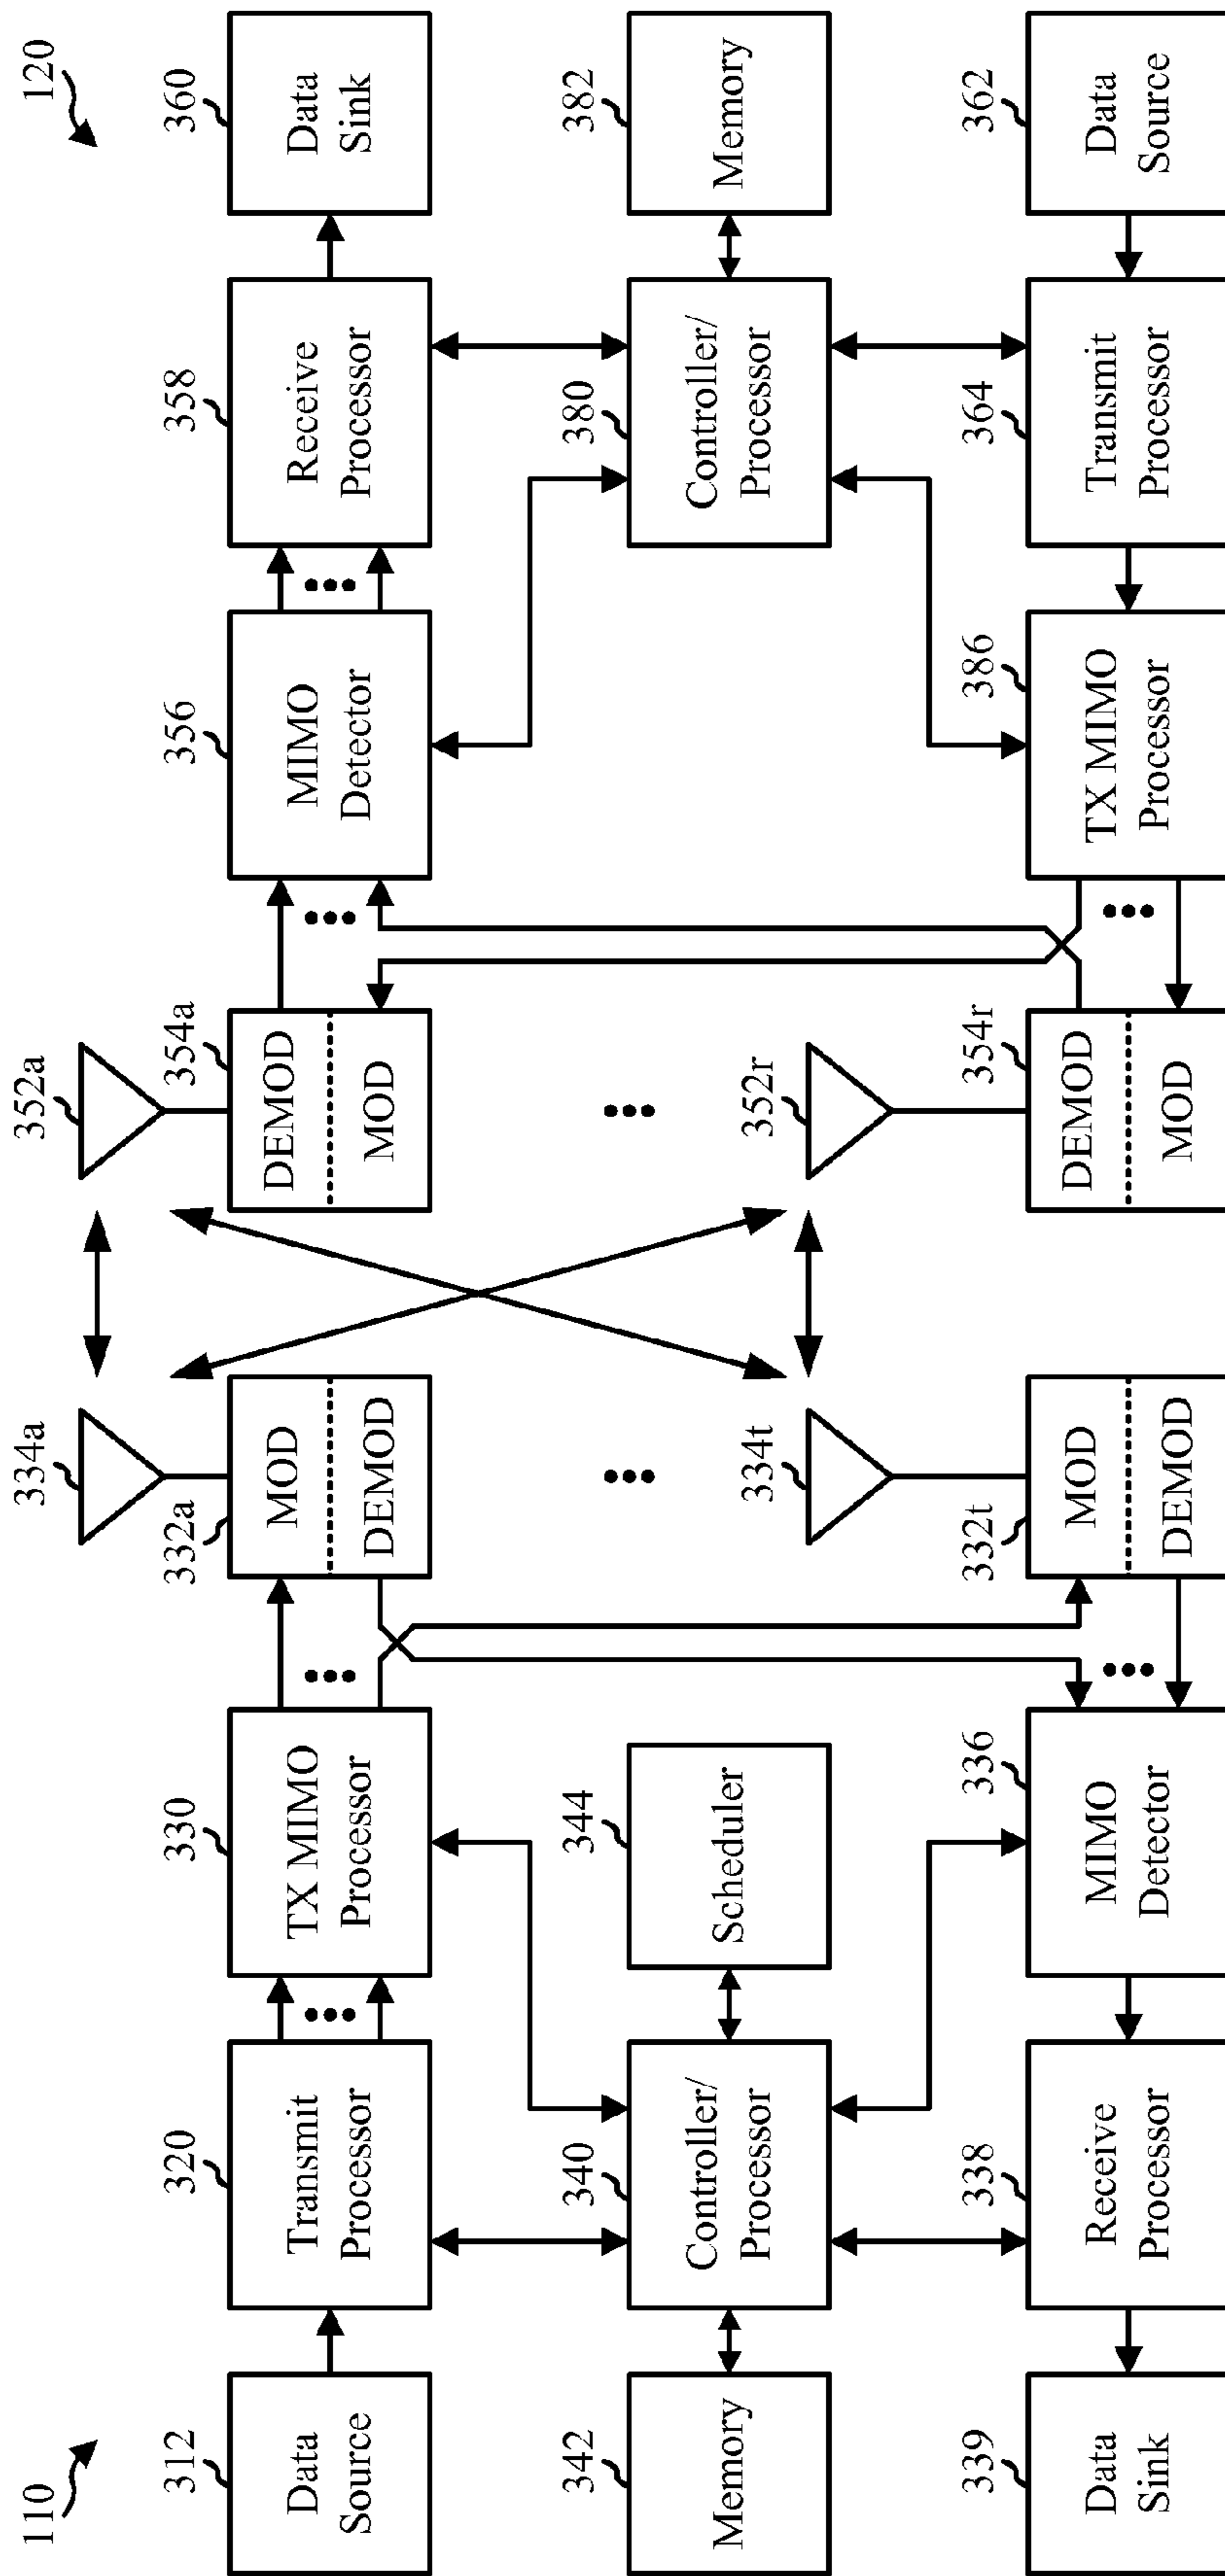 110
120
312
Data
Source
320
Transmit
Processor
330
TX MIMO
Processor
332a
MOD
DEMOD
334a
352a
354a
DEMOD
MOD
356
MIMO
Detector
358
Receive
Processor
360
Data
Sink
342
Memory
340
Controller/
Processor
344
Scheduler
380
Controller/
Processor
382
Memory
339
Data
Sink
338
Receive
Processor
336
MIMO
Detector
332t
MOD
DEMOD
334t
352r
354r
DEMOD
MOD
386
TX MIMO
Processor
364
Transmit
Processor
362
Data
Source